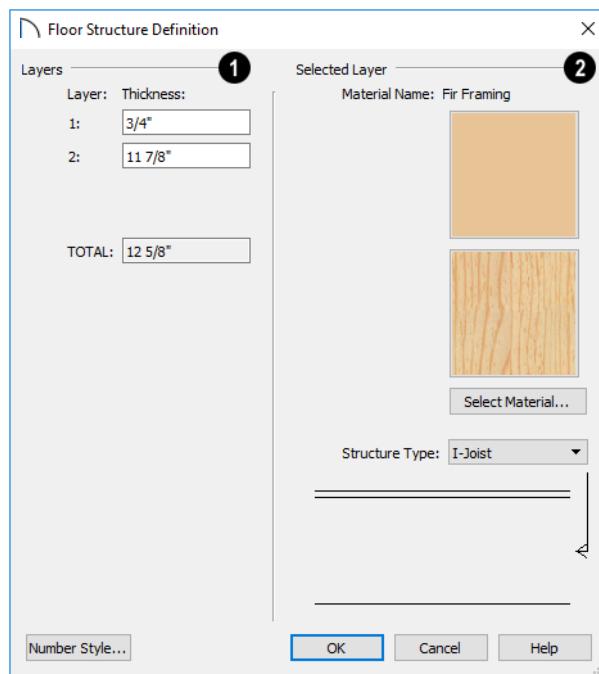 Floor Structure Definition
Layers 1
Layer: Thickness:
1: 3/4"
2: 11 7/8"
TOTAL: 12 5/8"
Selected Layer 2
Material Name: Fir Framing
Select Material...
Structure Type: I-Joist
Number Style... OK Cancel Help